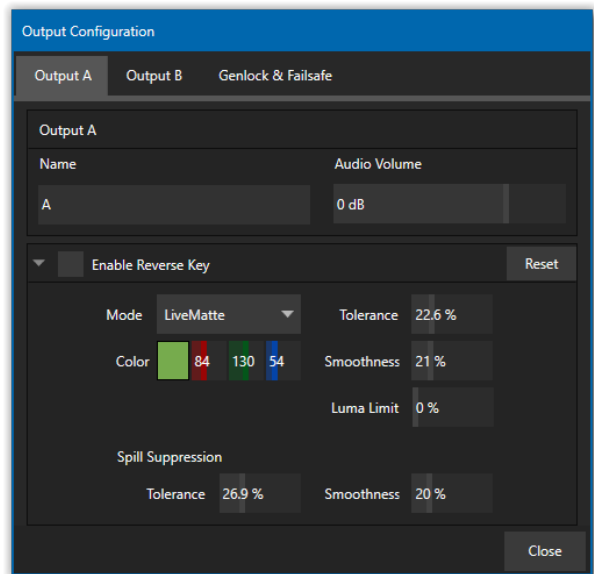 Output Configuration
Output A Output B Genlock & Failsafe
Output A
Name Audio Volume
A 0 dB
Enable Reverse Key Reset
Mode LiveMatte Tolerance 22.6 %
Color 84 130 54 Smoothness 21 %
Luma Limit 0 %
Spill Suppression
Tolerance 26.9 % Smoothness 20 %
Close